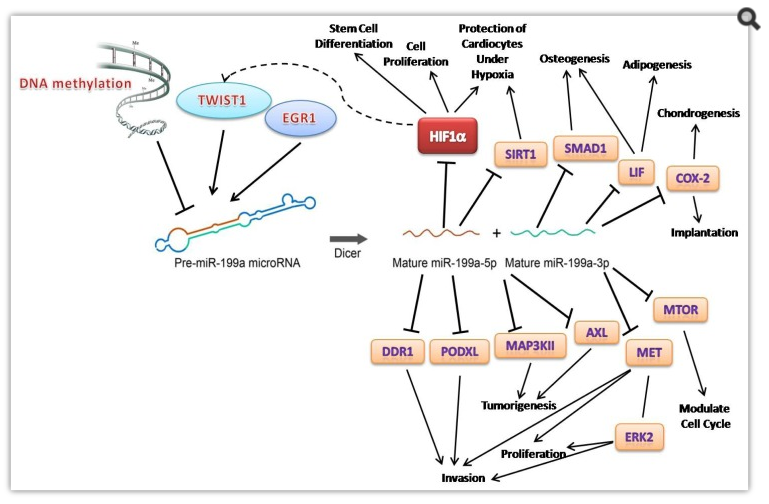 Stem Cell
Differentiation
Cell
Proliferation
Protection of
Cardiocytes
Under
Hypoxia
Osteogenesis
Adipogenesis
Chondrogenesis
DNA methylation
TWIST1
EGR1
HIF1α
SIRT1
SMAD1
LIF
COX-2
Implantation
Pre-miR-199a microRNA
Dicer
+
Mature miR-199a-5p
Mature miR-199a-3p
DDR1
PODXL
MAP3KII
AXL
MET
MTOR
Tumorigenesis
Modulate
Cell Cycle
ERK2
Proliferation
Invasion